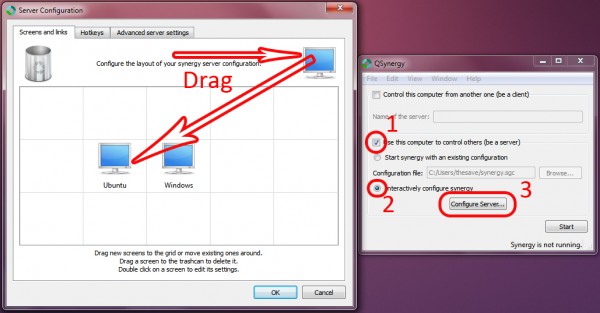 Server Configuration
Screens and links
Hotkeys
Advanced server settings
Configure the layout of your synergy server configuration.
Drag
Ubuntu
Windows
Drag new screens to the grid or move existing ones around.
Drag a screen to the trashcan to delete it.
Double click on a screen to edit its settings.
OK
Cancel
QSynergy
File Edit View Window Help
Control this computer from another one (be a client)
Name of the server:
1
Use this computer to control others (be a server)
Start synergy with an existing configuration
Configuration file: C:/Users/thesave/synergy.sgc Browse...
Interactively configure synergy
2
3
Configure Server...
Start
Synergy is not running.